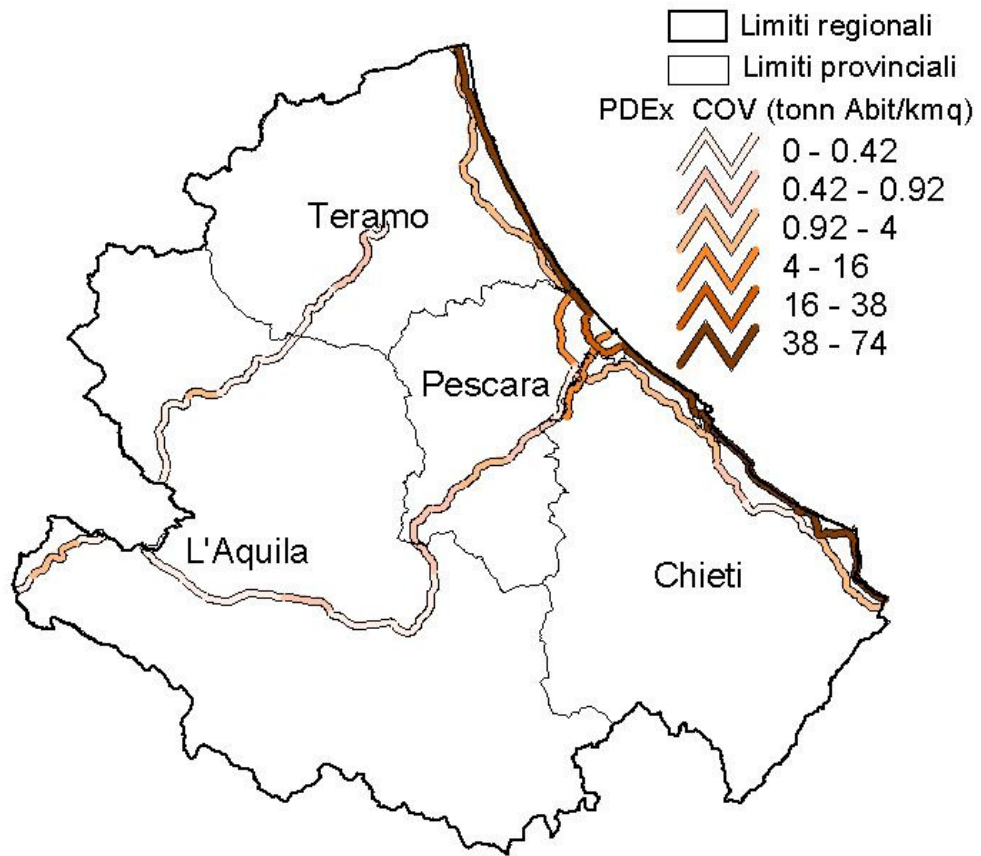 Limiti regionali
Limiti provinciali
PDEx COV (tonn Abit/kmq)
0 - 0.42
0.42 - 0.92
0.92 - 4
4 - 16
16 - 38
38 - 74
Teramo
Pescara
L'Aquila
Chieti